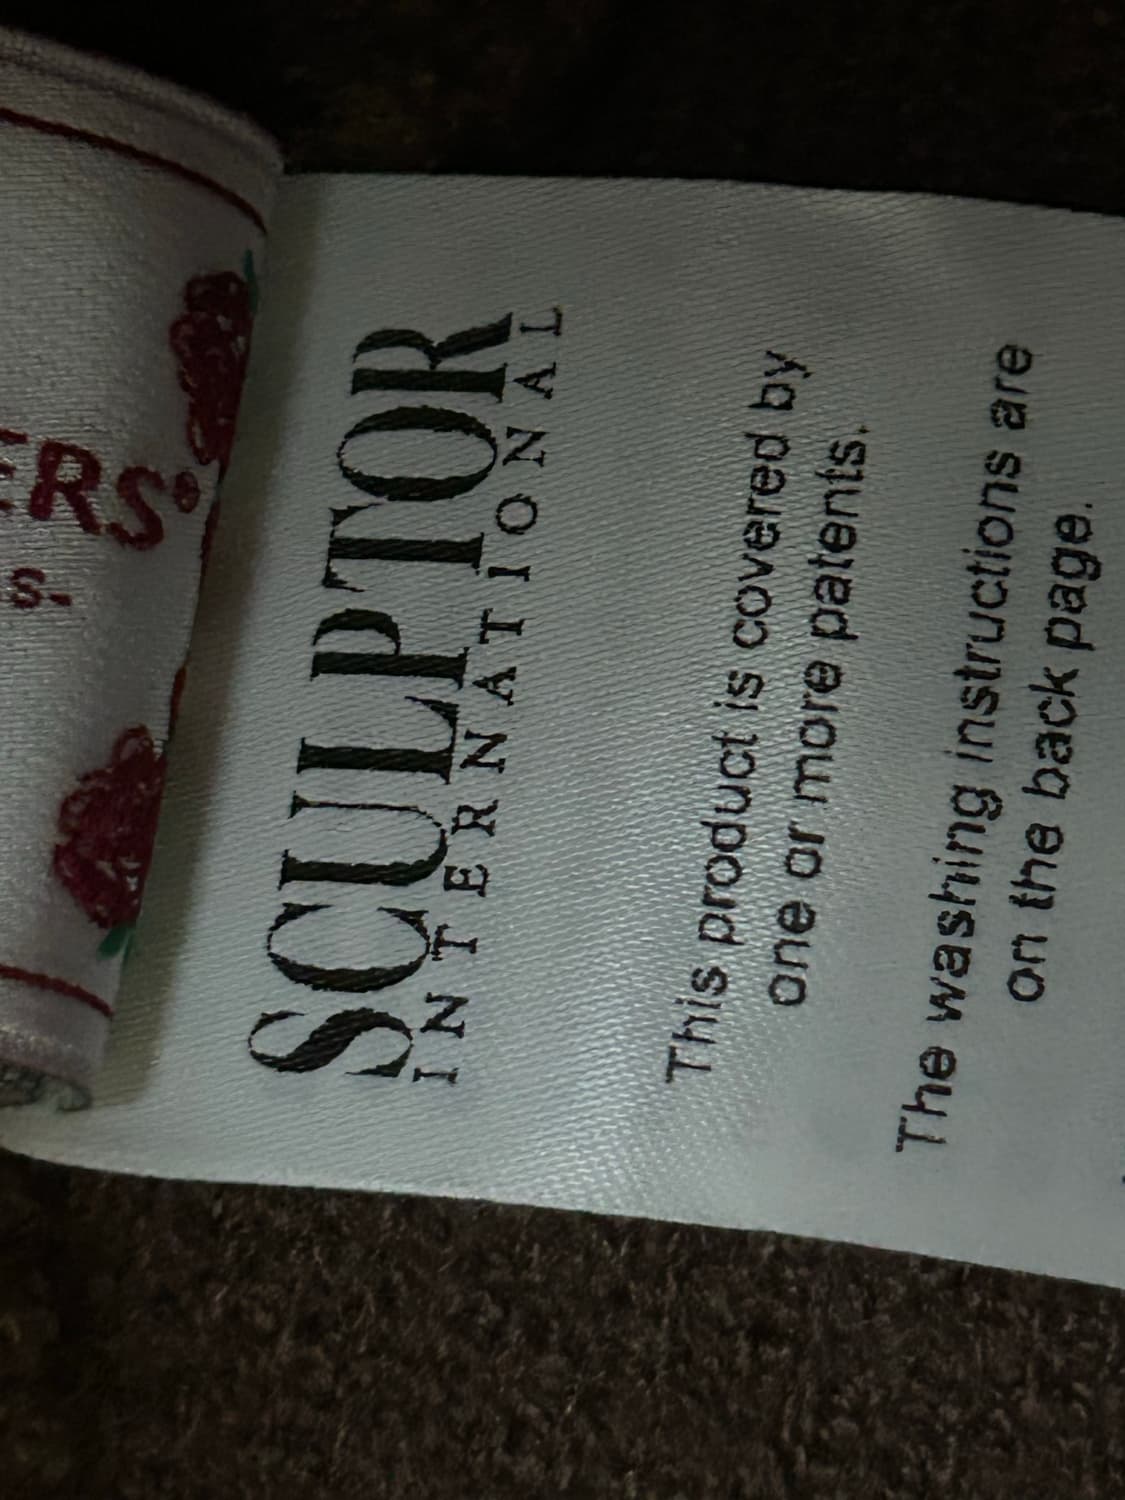 ERS®
S-
SCULPTOR
INTERNATIONAL
This product is covered by
one or more patents.
The washing instructions are
on the back page.